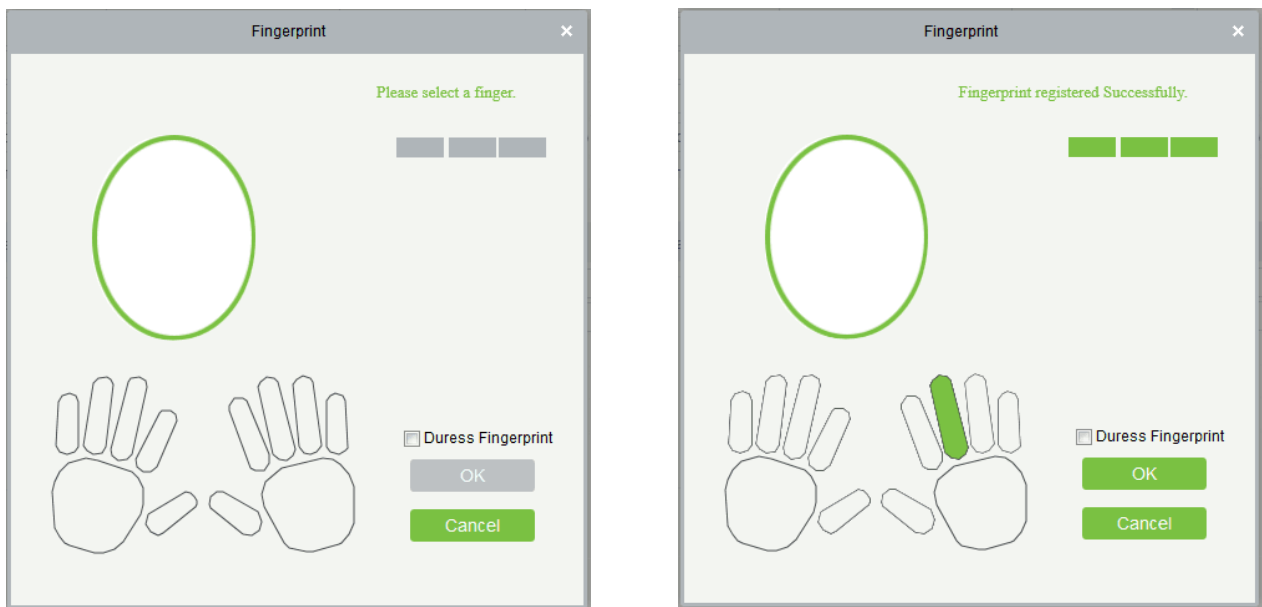 Fingerprint
Please select a finger.
Duress Fingerprint
OK
Cancel
Fingerprint
Fingerprint registered Successfully.
Duress Fingerprint
OK
Cancel